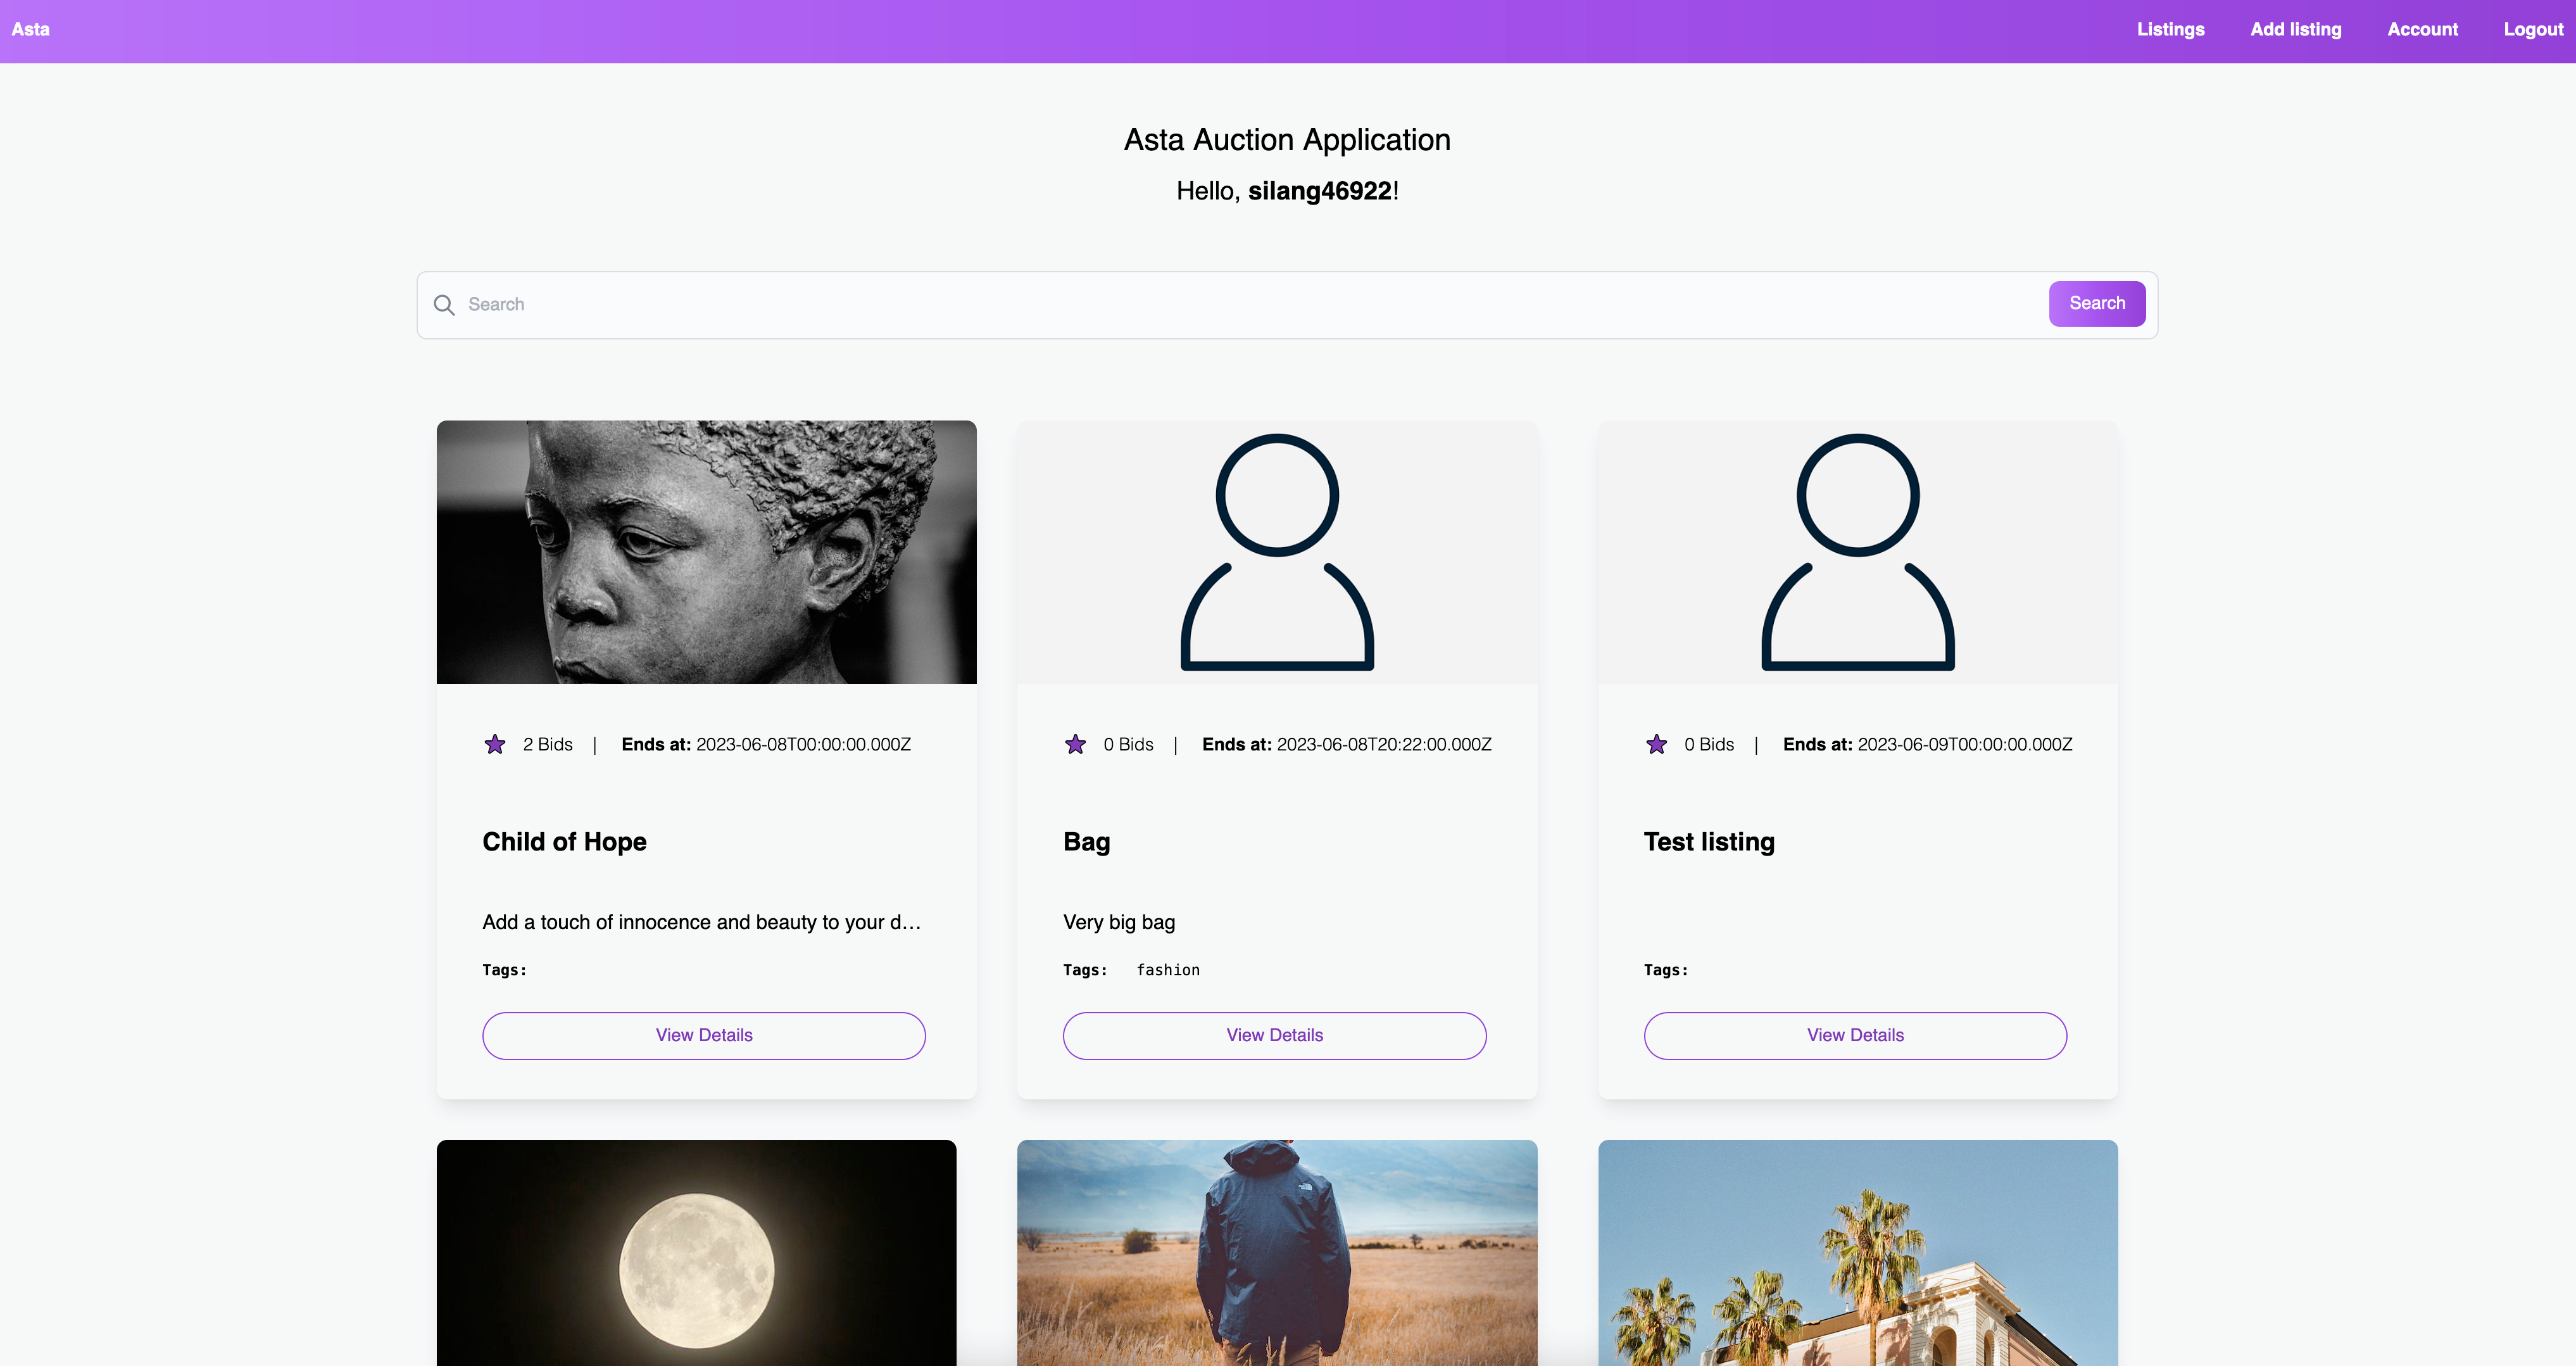 Asta
Listings
Add listing
Account
Logout
Asta Auction Application
Hello, silang46922!
Search
Search
2 Bids | Ends at: 2023-06-08T00:00:00.000Z
Child of Hope
Add a touch of innocence and beauty to your d...
Tags:
View Details
0 Bids | Ends at: 2023-06-08T20:22:00.000Z
Bag
Very big bag
Tags: fashion
View Details
0 Bids | Ends at: 2023-06-09T00:00:00.000Z
Test listing
Tags:
View Details